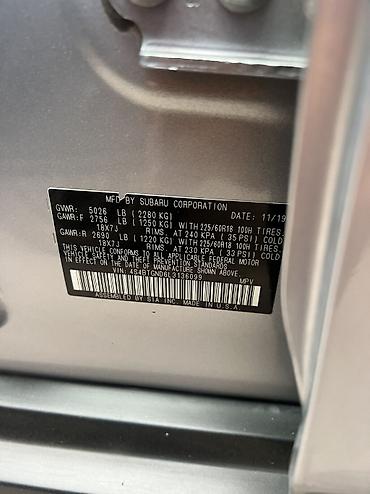 MFD BY SUBARU CORPORATION
GVWR: 5026 LB (2280 KG) DATE: 11/19
GAWR:F 2756 LB (1250 KG) WITH 225/60R18 100H TIRES.
18X7J RIMS. AT 240 KPA (35 PSI) COLD
GAWR:R 2690 LB (1220 KG) WITH 225/60R18 100H TIRES.
18X7J RIMS. AT 230 KPA (33 PSI) COLD
THIS VEHICLE CONFORMS TO ALL APPLICABLE FEDERAL MOTOR
VEHICLE SAFETY AND THEFT PREVENTION STANDARDS
IN EFFECT ON THE DATE OF MANUFACTURE SHOWN ABOVE.
VIN: 4S4BTGND6L3136099 MPV
ASSEMBLED BY SIA INC. MADE IN U.S.A.